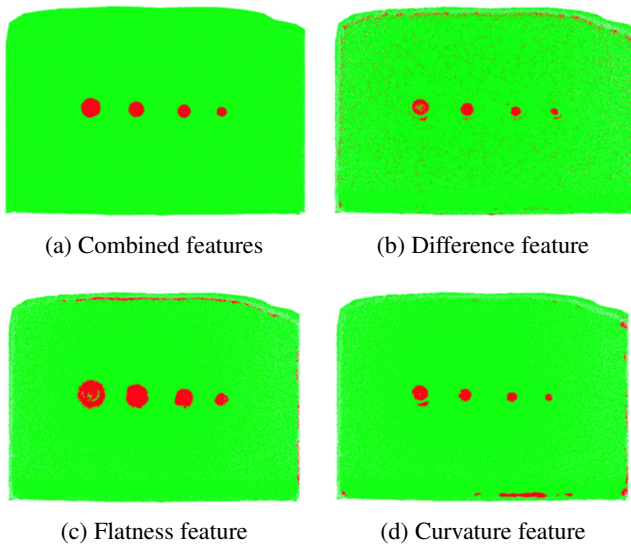 (a) Combined features
(b) Difference feature
(c) Flatness feature
(d) Curvature feature